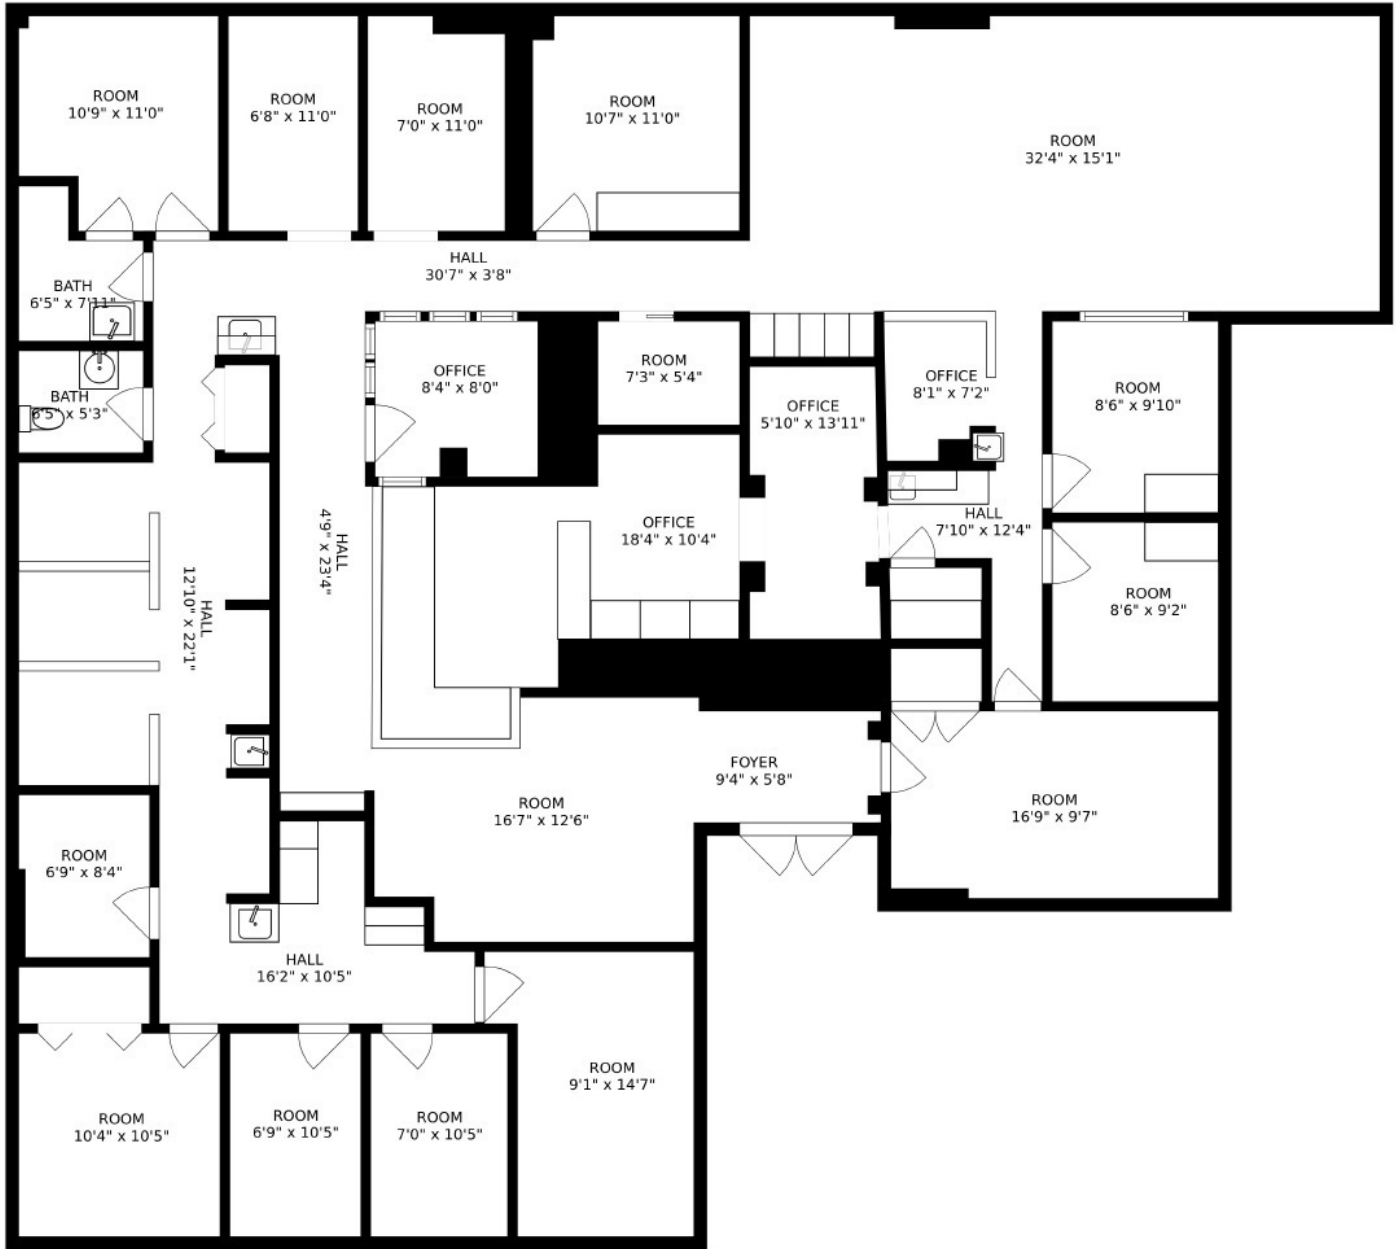 ROOM
10'9" x 11'0"
ROOM
6'8" x 11'0"
ROOM
7'0" x 11'0"
ROOM
10'7" x 11'0"
ROOM
32'4" x 15'1"
HALL
30'7" x 3'8"
BATH
6'5" x 7'11"
BATH
6'5" x 5'3"
OFFICE
8'4" x 8'0"
ROOM
7'3" x 5'4"
OFFICE
5'10" x 13'11"
OFFICE
8'1" x 7'2"
ROOM
8'6" x 9'10"
HALL
4'9" x 23'4"
OFFICE
18'4" x 10'4"
HALL
7'10" x 12'4"
HALL
12'10" x 22'1"
ROOM
8'6" x 9'2"
FOYER
9'4" x 5'8"
ROOM
16'7" x 12'6"
ROOM
16'9" x 9'7"
ROOM
6'9" x 8'4"
HALL
16'2" x 10'5"
ROOM
9'1" x 14'7"
ROOM
10'4" x 10'5"
ROOM
6'9" x 10'5"
ROOM
7'0" x 10'5"